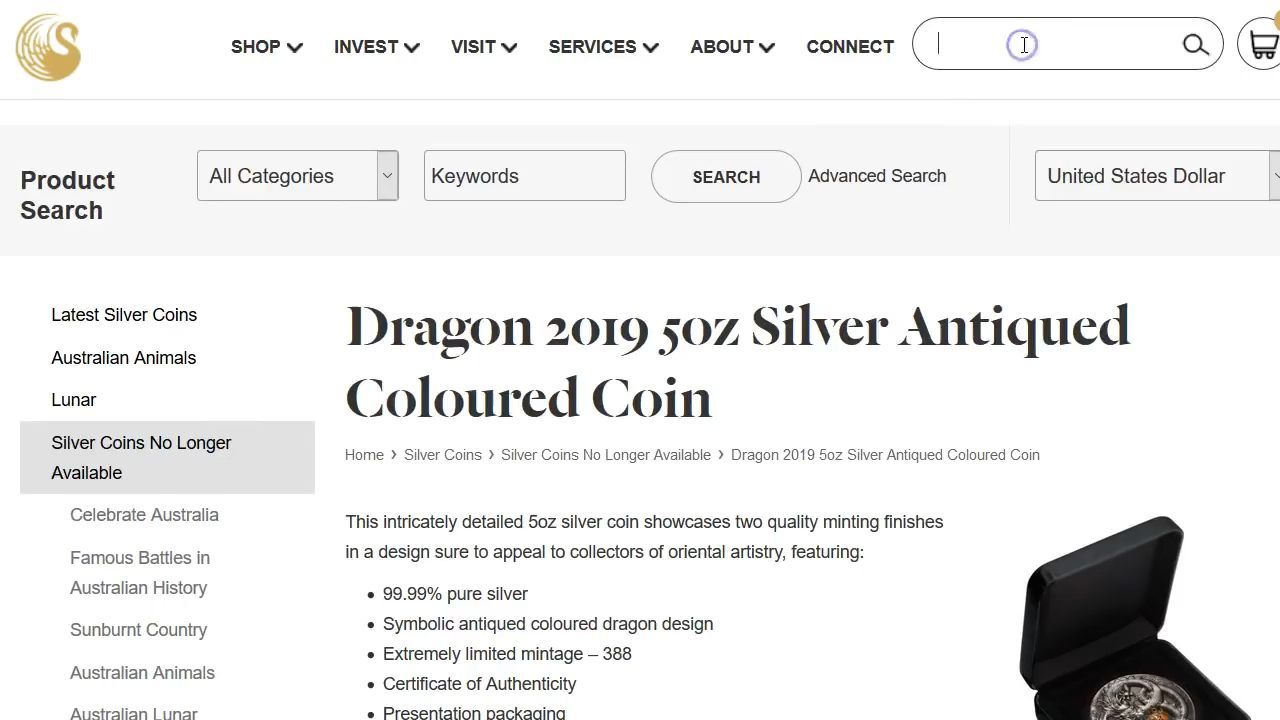 SHOP INVEST VISIT SERVICES ABOUT CONNECT
Product
Search
All Categories Keywords SEARCH Advanced Search United States Dollar
Latest Silver Coins
Australian Animals
Lunar
Silver Coins No Longer
Available
Celebrate Australia
Famous Battles in
Australian History
Sunburnt Country
Australian Animals
Australian Lunar
Dragon 2019 5oz Silver Antiqued
Coloured Coin
Home › Silver Coins › Silver Coins No Longer Available › Dragon 2019 5oz Silver Antiqued Coloured Coin
This intricately detailed 5oz silver coin showcases two quality minting finishes
in a design sure to appeal to collectors of oriental artistry, featuring:
• 99.99% pure silver
• Symbolic antiqued coloured dragon design
• Extremely limited mintage – 388
• Certificate of Authenticity
• Presentation packaging